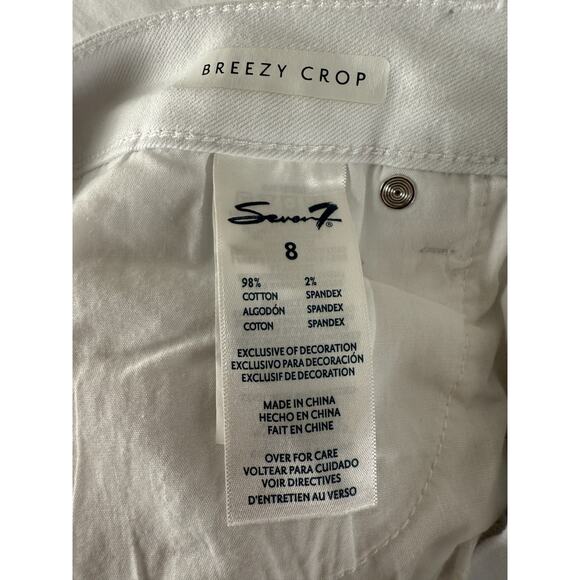 BREEZY CROP
Seven7®
8
98% 2%
COTTON SPANDEX
ALGODÓN SPANDEX
COTON SPANDEX
EXCLUSIVE OF DECORATION
EXCLUSIVO PARA DECORACIÓN
EXCLUSIF DE DECORATION
MADE IN CHINA
HECHO EN CHINA
FAIT EN CHINE
OVER FOR CARE
VOLTEAR PARA CUIDADO
VOIR DIRECTIVES
D'ENTRETIEN AU VERSO